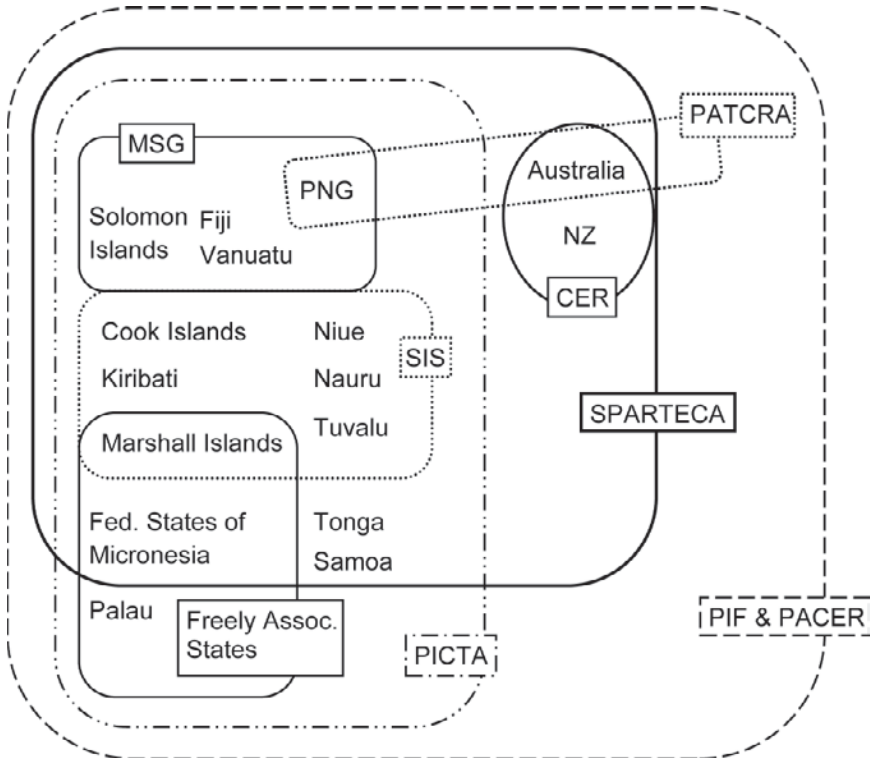 PATCRA
MSG
Australia
PNG
Solomon
Islands
Fiji
Vanuatu
NZ
CER
Cook Islands
Niue
SIS
Kiribati
Nauru
SPARTECA
Tuvalu
Marshall Islands
Fed. States of
Micronesia
Tonga
Samoa
Palau
Freely Assoc.
States
PIF & PACER
PICTA